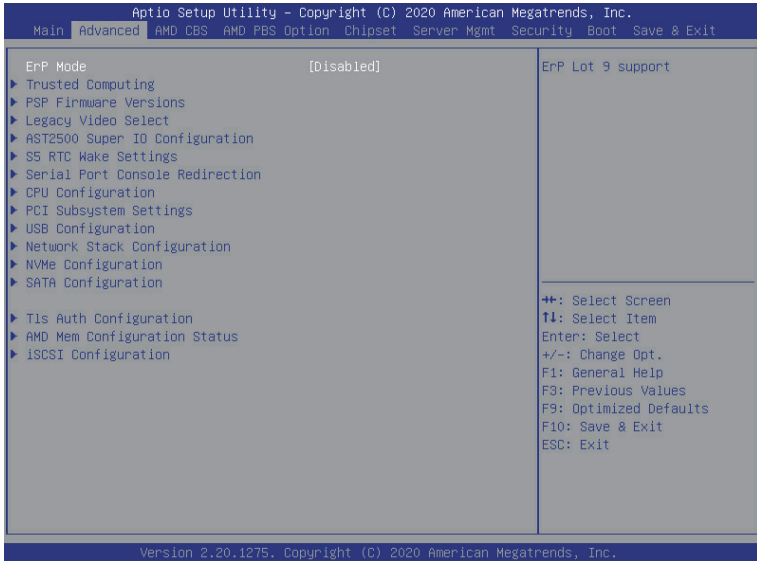 Aptio Setup Utility – Copyright (C) 2020 American Megatrends, Inc.
Main Advanced AMD CBS AMD PBS Option Chipset Server Mgmt Security Boot Save & Exit
ErP Mode [Disabled]
Trusted Computing
PSP Firmware Versions
Legacy Video Select
AST2500 Super IO Configuration
S5 RTC Wake Settings
Serial Port Console Redirection
CPU Configuration
PCI Subsystem Settings
USB Configuration
Network Stack Configuration
NVMe Configuration
SATA Configuration
Tls Auth Configuration
AMD Mem Configuration Status
iSCSI Configuration
ErP Lot 9 support
→←: Select Screen
↑↓: Select Item
Enter: Select
+/-: Change Opt.
F1: General Help
F3: Previous Values
F9: Optimized Defaults
F10: Save & Exit
ESC: Exit
Version 2.20.1275. Copyright (C) 2020 American Megatrends, Inc.